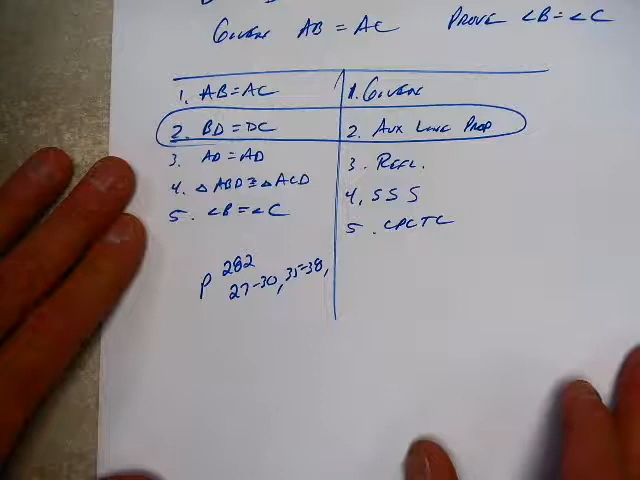 GIVEN AB = AC PROVE ∠B = ∠C
1. AB = AC 1. GIVEN
2. BD = DC 2. AUX LINE PROP
3. AD = AD 3. REFL.
4. △ ABD ≅ △ ACD 4. SSS
5. ∠B = ∠C 5. CPCTC
P 282
27-30, 35-38,